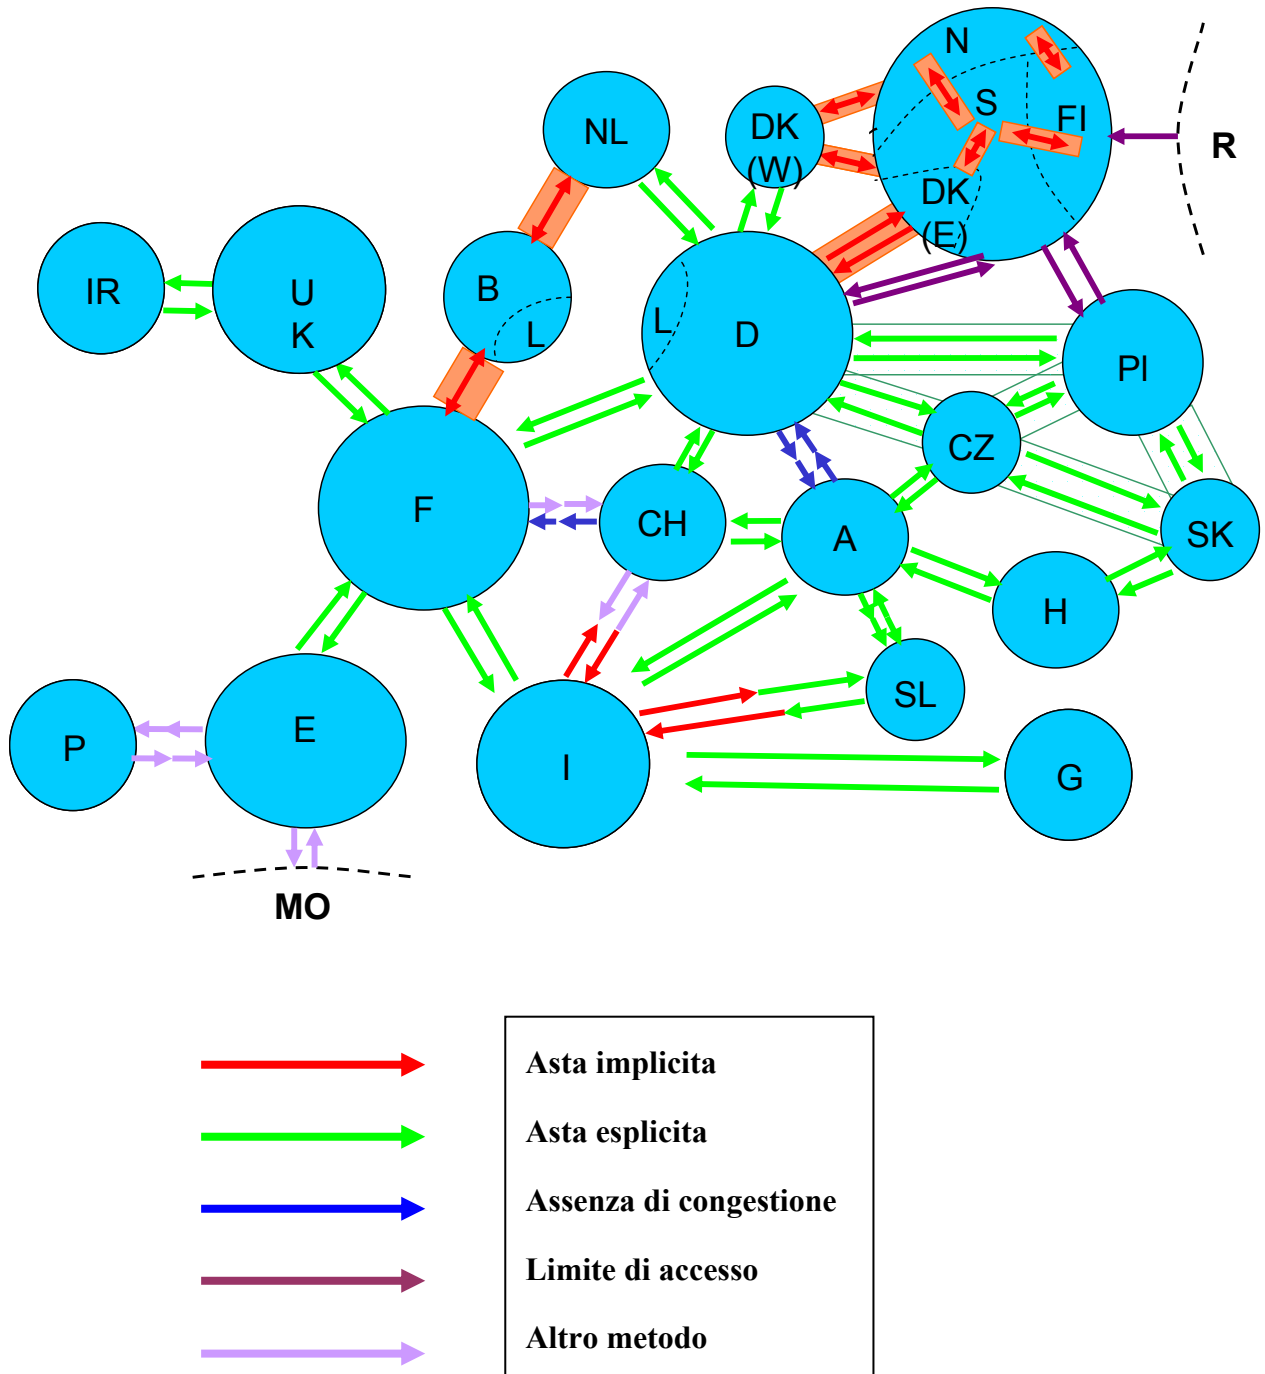 N
S
FI
NL
DK
(W)
R
DK
(E)
IR
U
K
B
L
L
D
Pl
CZ
F
CH
A
SK
H
SL
P
E
I
G
MO
Asta implicita
Asta esplicita
Assenza di congestione
Limite di accesso
Altro metodo